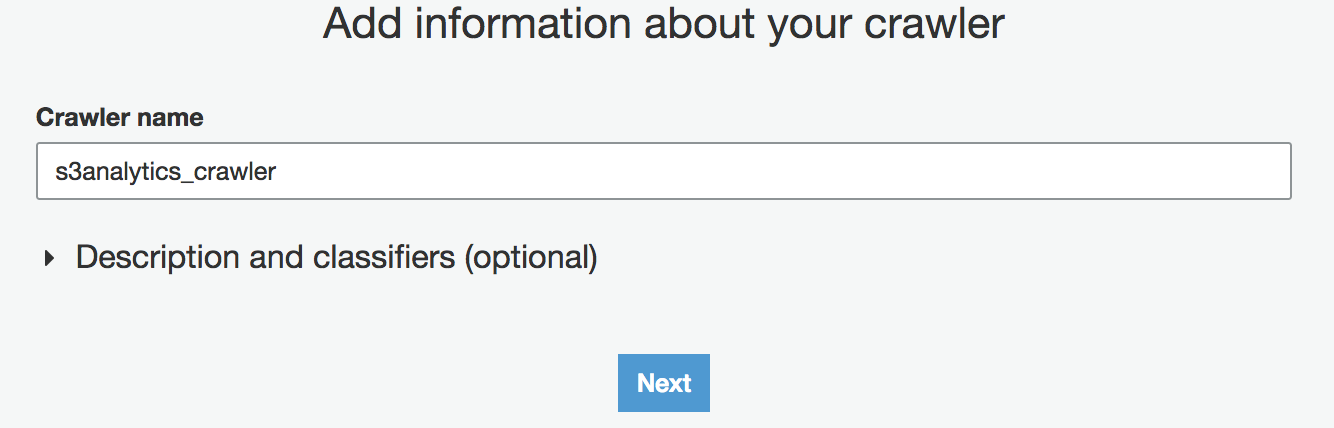 Add information about your crawler
Crawler name
s3analytics_crawler
Description and classifiers (optional)
Next